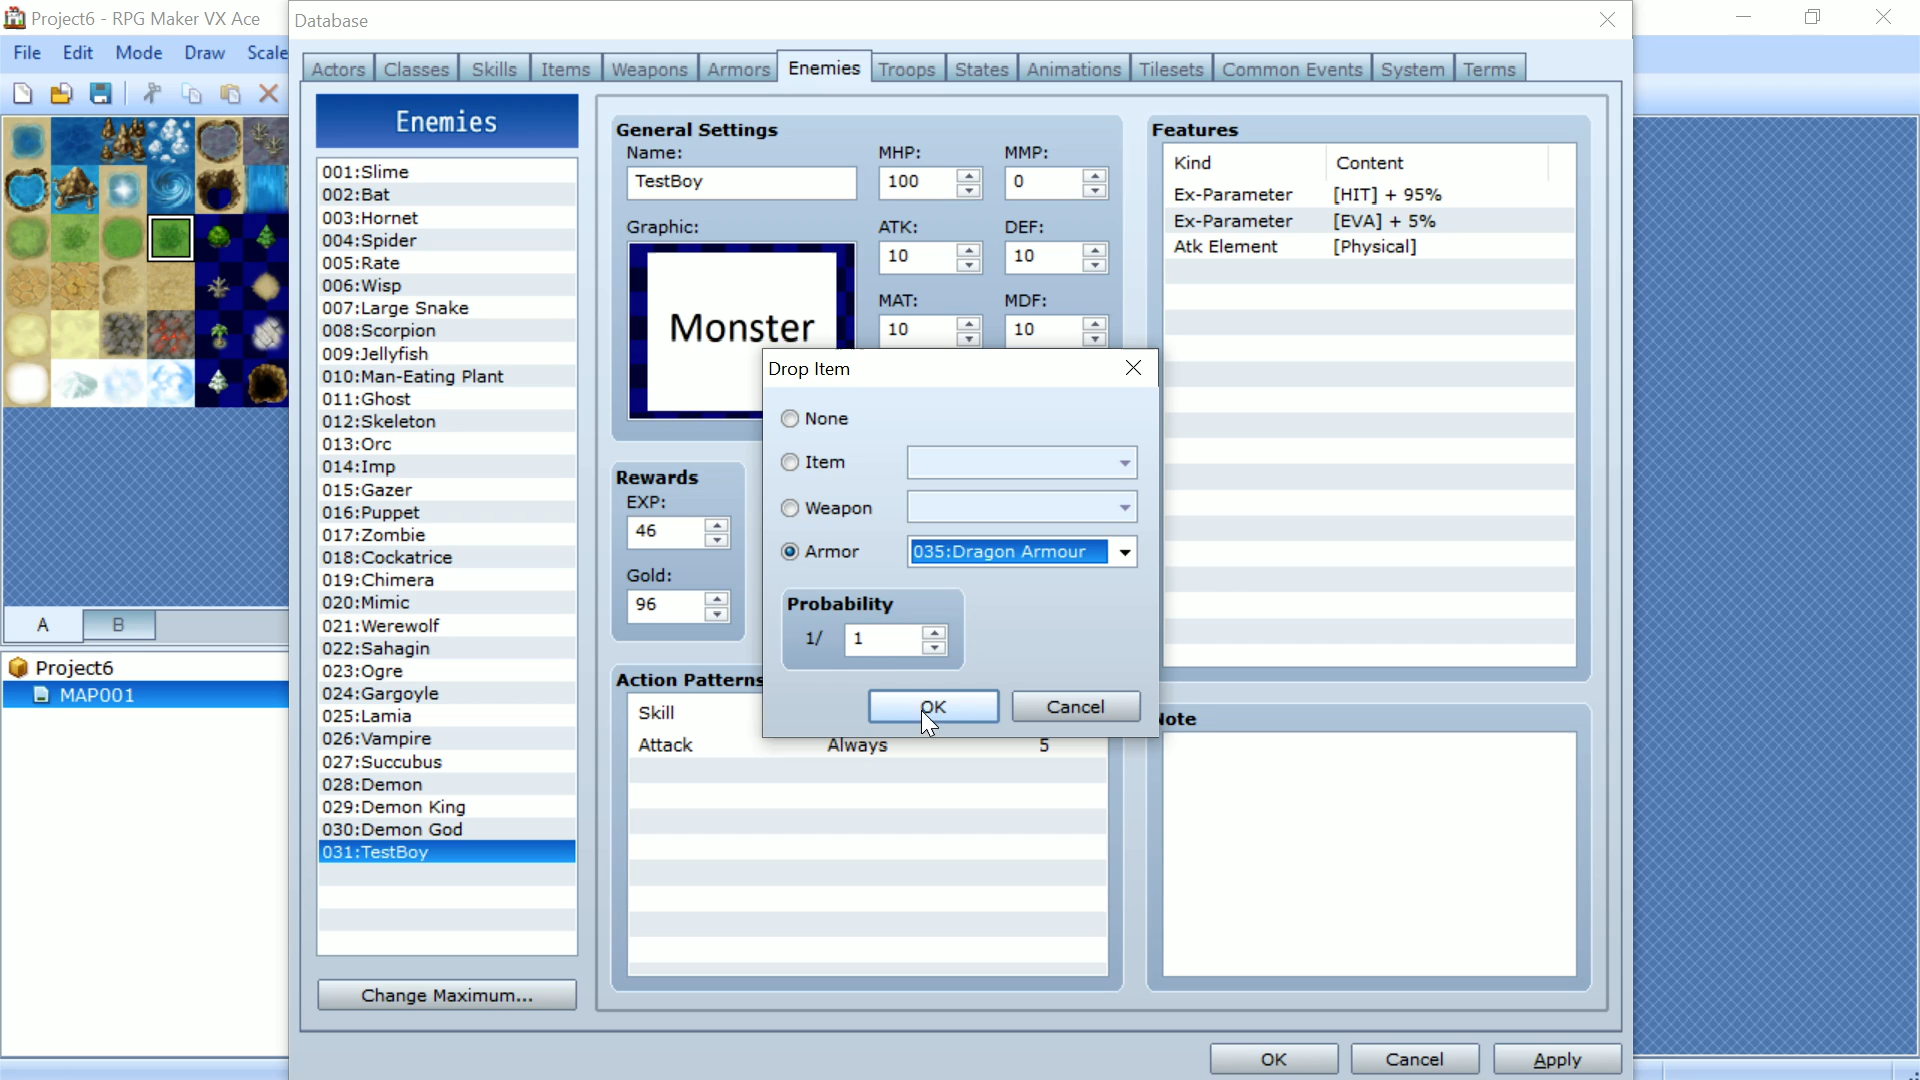 Project6 - RPG Maker VX Ace
Database
File Edit Mode Draw Scale
Actors Classes Skills Items Weapons Armors Enemies Troops States Animations Tilesets Common Events System Terms
Enemies
001:Slime
002:Bat
003:Hornet
004:Spider
005:Rate
006:Wisp
007:Large Snake
008:Scorpion
009:Jellyfish
010:Man-Eating Plant
011:Ghost
012:Skeleton
013:Orc
014:Imp
015:Gazer
016:Puppet
017:Zombie
018:Cockatrice
019:Chimera
020:Mimic
021:Werewolf
022:Sahagin
023:Ogre
024:Gargoyle
025:Lamia
026:Vampire
027:Succubus
028:Demon
029:Demon King
030:Demon God
031:TestBoy
Change Maximum...
General Settings
Name: MHP: MMP:
TestBoy 100 0
Graphic: ATK: DEF:
10 10
MAT: MDF:
10 10
Monster
Rewards
EXP:
46
Gold:
96
Action Patterns
Skill
Attack Always 5
Drop Item
None
Item
Weapon
Armor 035:Dragon Armour
Probability
1/ 1
OK Cancel
Features
Kind Content
Ex-Parameter [HIT] + 95%
Ex-Parameter [EVA] + 5%
Atk Element [Physical]
Note
A B
Project6
MAP001
OK Cancel Apply